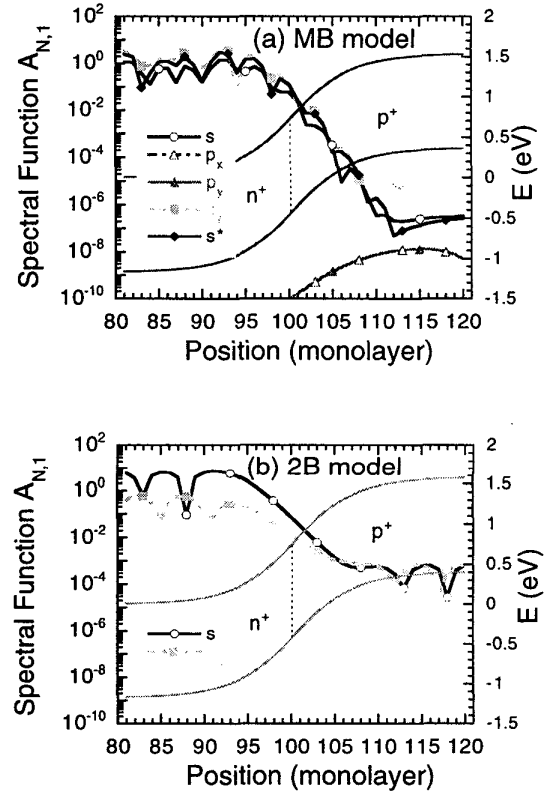 (a) MB model
Spectral Function A_N,1
10^2
10^0
10^-2
10^-4
10^-6
10^-8
10^-10
s
p_x
p_y
s*
n+
p+
2
1.5
1
0.5
0
-0.5
-1
-1.5
E (eV)
80 85 90 95 100 105 110 115 120
Position (monolayer)
(b) 2B model
Spectral Function A_N,1
10^2
10^0
10^-2
10^-4
10^-6
10^-8
10^-10
s
n+
p+
2
1.5
1
0.5
0
-0.5
-1
-1.5
E (eV)
80 85 90 95 100 105 110 115 120
Position (monolayer)